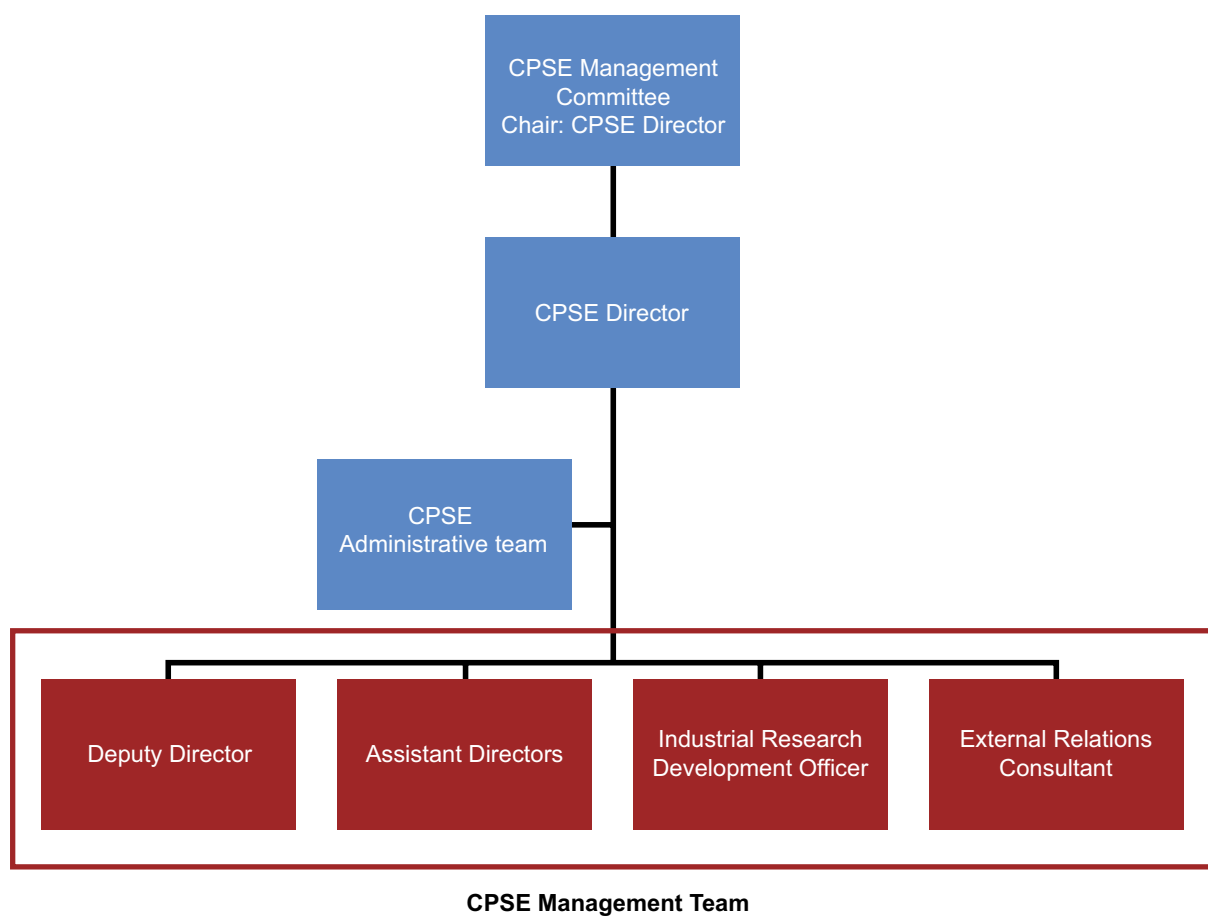 CPSE Management
Committee
Chair: CPSE Director
CPSE Director
CPSE
Administrative team
Deputy Director
Assistant Directors
Industrial Research
Development Officer
External Relations
Consultant
CPSE Management Team